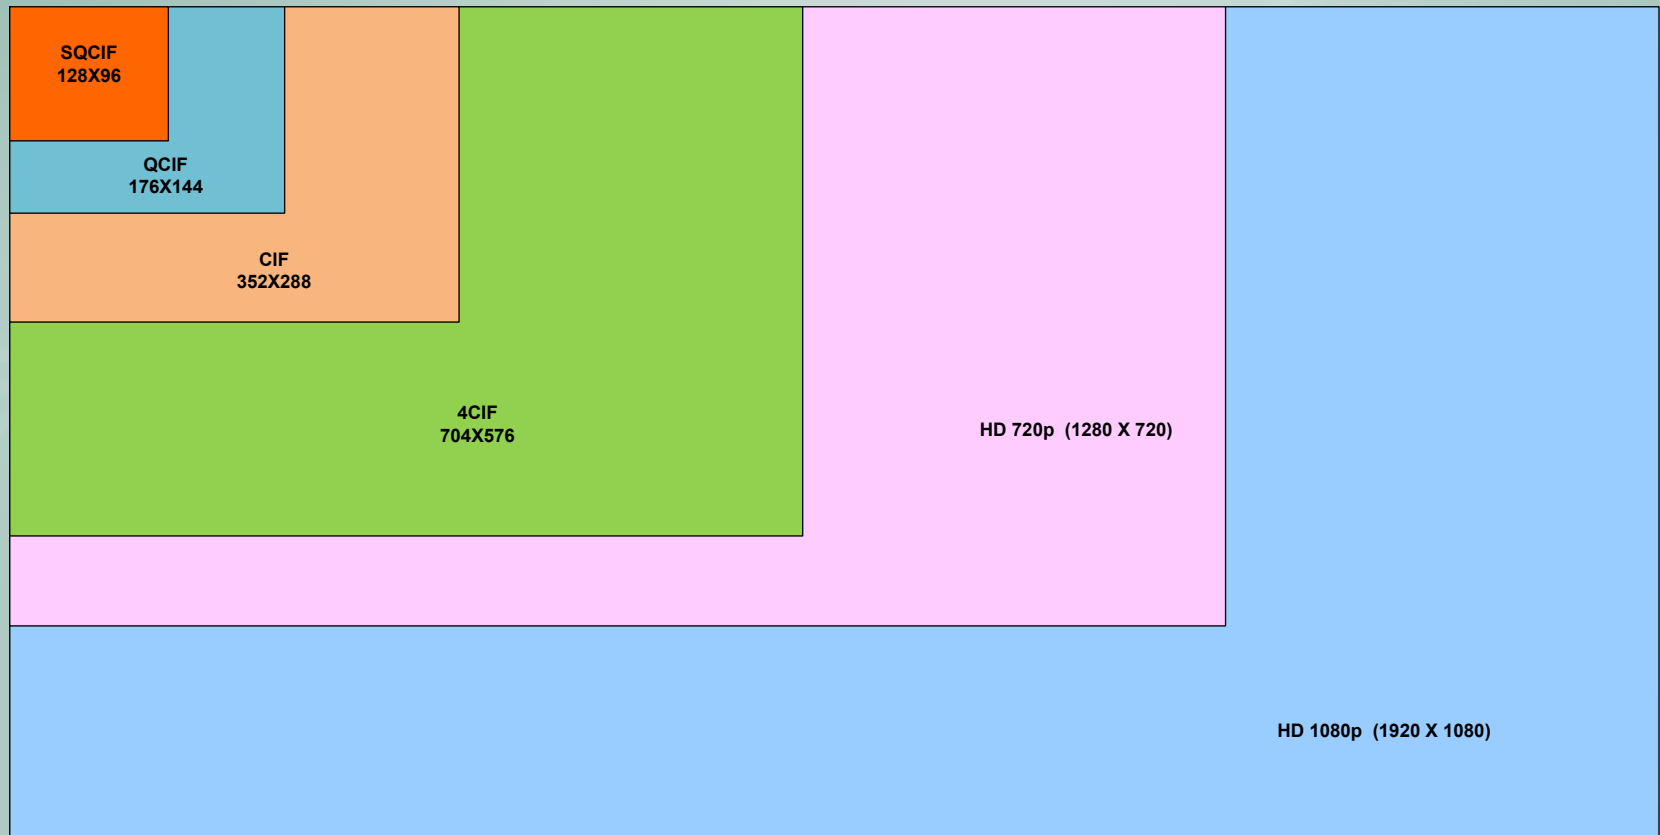 SQCIF
128X96
QCIF
176X144
CIF
352X288
4CIF
704X576
HD 720p  (1280 X 720)
HD 1080p  (1920 X 1080)